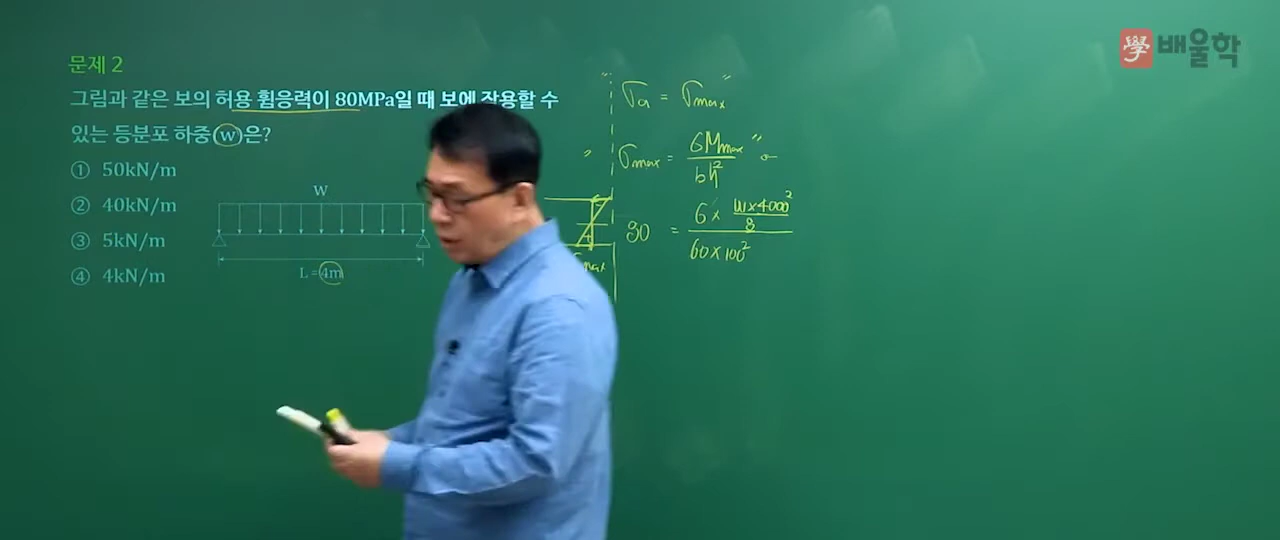 學 배울학
문제 2
그림과 같은 보의 허용 휨응력이 80MPa일 때 보에 작용할 수
있는 등분포 하중(w)은?
① 50kN/m
② 40kN/m
③ 5kN/m
④ 4kN/m
w
L = 4m
max
" σa = σmax "
" σmax = 6Mmax / bh² "
80 = 6 × w×4000² / 8 / 60×100²